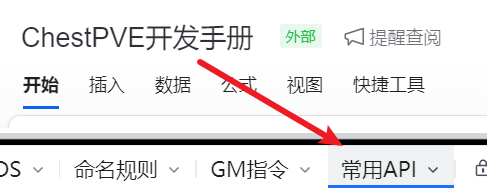 ChestPVE开发手册 外部 提醒查阅
开始 插入 数据 公式 视图 快捷工具
OS 命名规则 GM指令 常用API